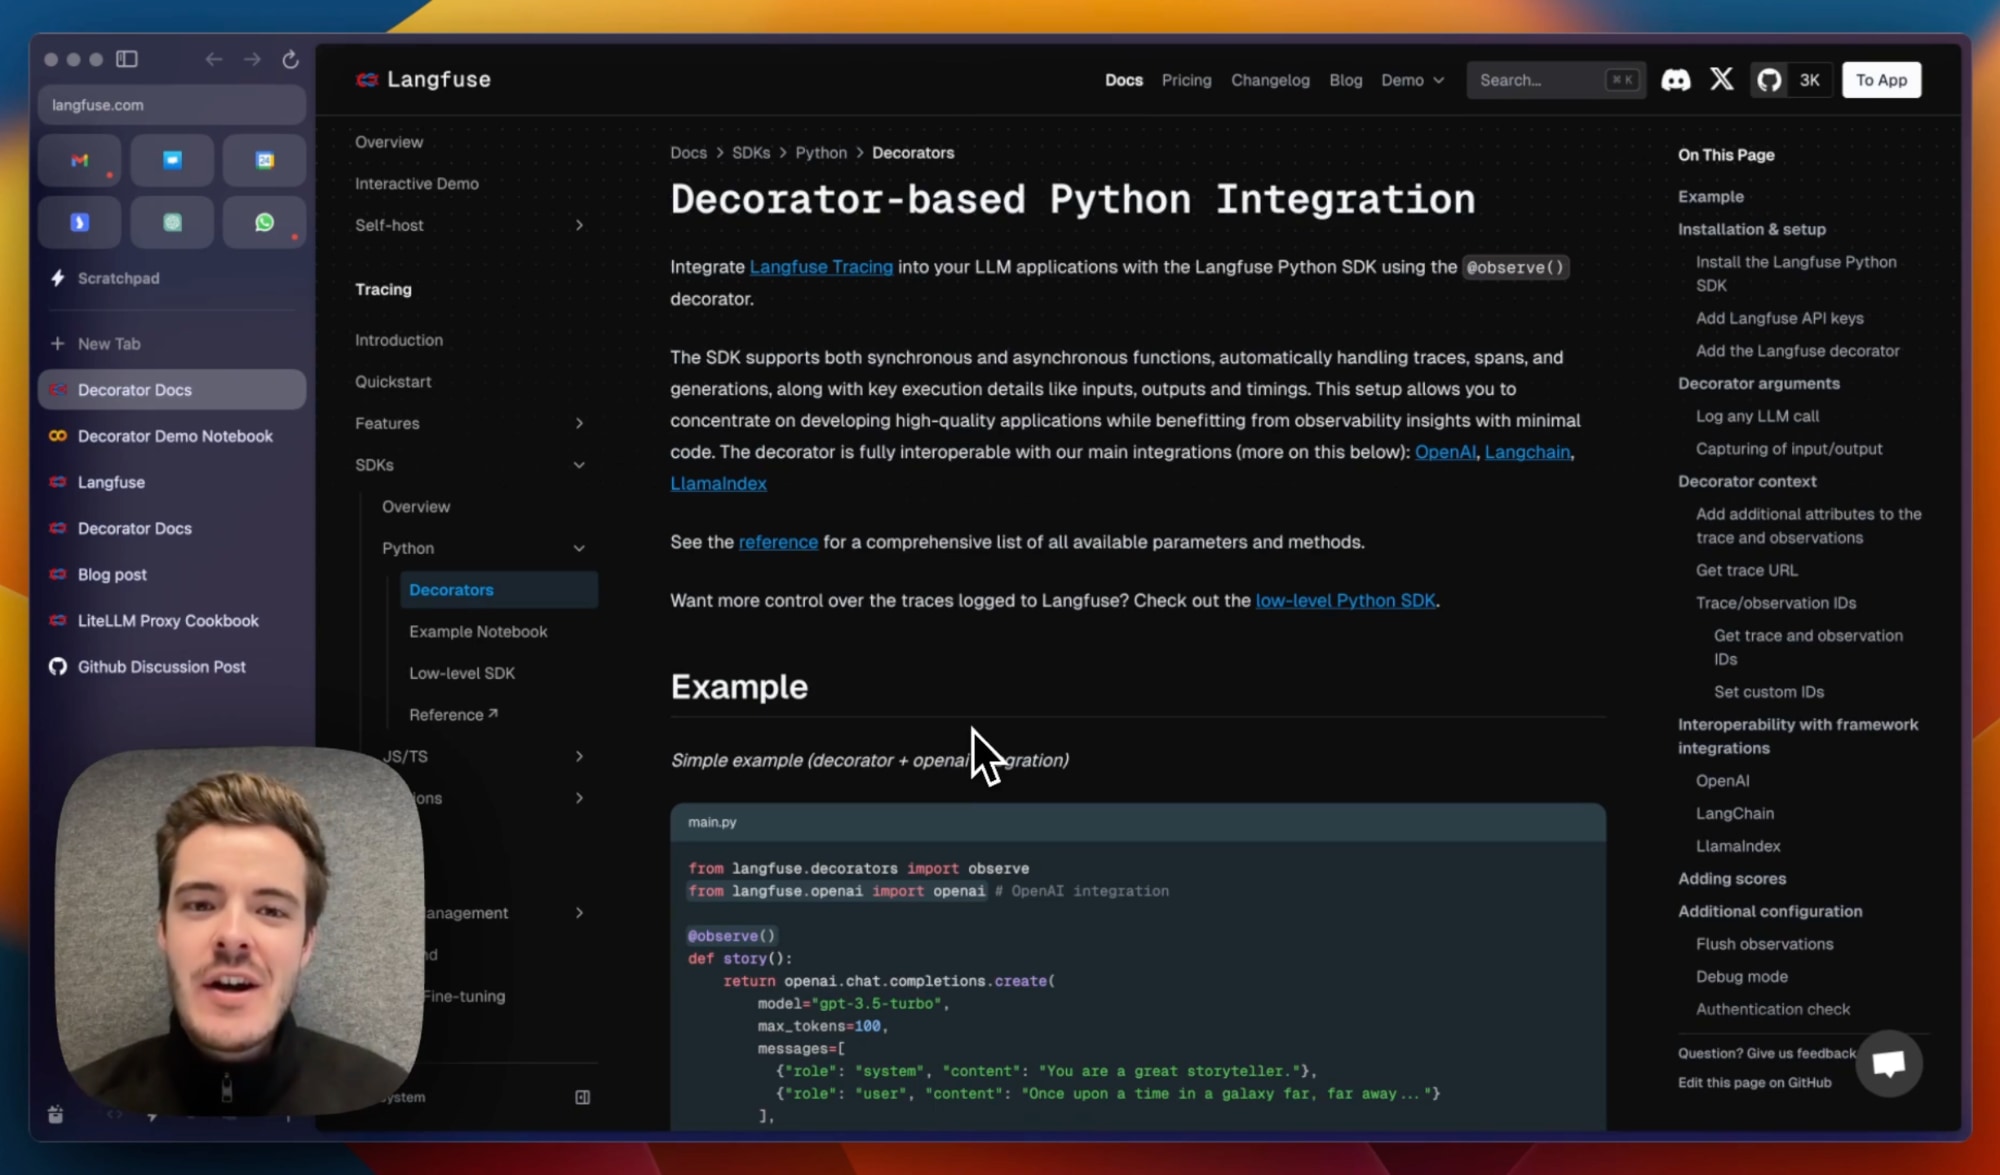 langfuse.com
Scratchpad
New Tab
Decorator Docs
Decorator Demo Notebook
Langfuse
Decorator Docs
Blog post
LiteLLM Proxy Cookbook
Github Discussion Post
Langfuse
Docs
Pricing
Changelog
Blog
Demo
Search...
⌘ K
3K
To App
Overview
Interactive Demo
Self-host
Tracing
Introduction
Quickstart
Features
SDKs
Overview
Python
Decorators
Example Notebook
Low-level SDK
Reference ↗
JS/TS
ions
anagement
nd
Fine-tuning
ystem
Docs > SDKs > Python > Decorators
Decorator-based Python Integration
Integrate Langfuse Tracing into your LLM applications with the Langfuse Python SDK using the @observe()
decorator.
The SDK supports both synchronous and asynchronous functions, automatically handling traces, spans, and
generations, along with key execution details like inputs, outputs and timings. This setup allows you to
concentrate on developing high-quality applications while benefitting from observability insights with minimal
code. The decorator is fully interoperable with our main integrations (more on this below): OpenAI, Langchain,
LlamaIndex
See the reference for a comprehensive list of all available parameters and methods.
Want more control over the traces logged to Langfuse? Check out the low-level Python SDK.
Example
Simple example (decorator + openai gration)
main.py
from langfuse.decorators import observe
from langfuse.openai import openai # OpenAI integration
@observe()
def story():
return openai.chat.completions.create(
model="gpt-3.5-turbo",
max_tokens=100,
messages=[
{"role": "system", "content": "You are a great storyteller."},
{"role": "user", "content": "Once upon a time in a galaxy far, far away..."}
],
On This Page
Example
Installation & setup
Install the Langfuse Python
SDK
Add Langfuse API keys
Add the Langfuse decorator
Decorator arguments
Log any LLM call
Capturing of input/output
Decorator context
Add additional attributes to the
trace and observations
Get trace URL
Trace/observation IDs
Get trace and observation
IDs
Set custom IDs
Interoperability with framework
integrations
OpenAI
LangChain
LlamaIndex
Adding scores
Additional configuration
Flush observations
Debug mode
Authentication check
Question? Give us feedback
Edit this page on GitHub